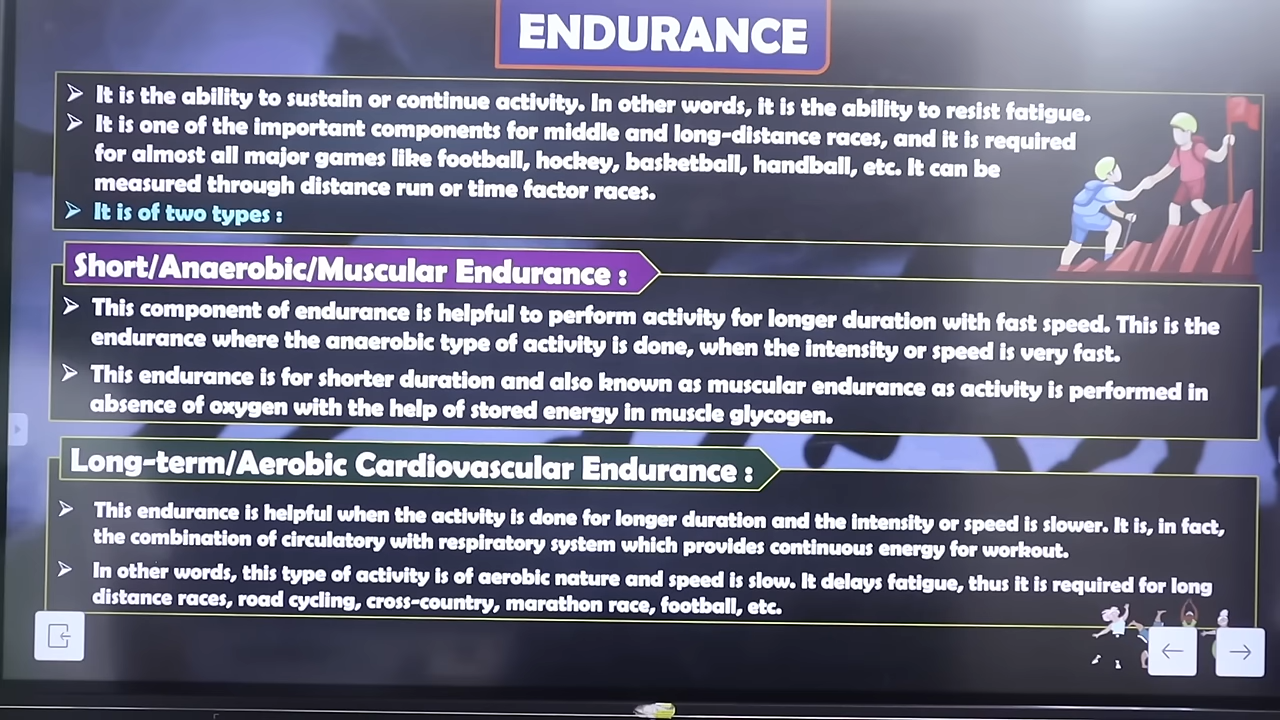 ENDURANCE
➤ It is the ability to sustain or continue activity. In other words, it is the ability to resist fatigue.
➤ It is one of the important components for middle and long-distance races, and it is required
for almost all major games like football, hockey, basketball, handball, etc. It can be
measured through distance run or time factor races.
➤ It is of two types :
Short/Anaerobic/Muscular Endurance :
➤ This component of endurance is helpful to perform activity for longer duration with fast speed. This is the
endurance where the anaerobic type of activity is done, when the intensity or speed is very fast.
➤ This endurance is for shorter duration and also known as muscular endurance as activity is performed in
absence of oxygen with the help of stored energy in muscle glycogen.
Long-term/Aerobic Cardiovascular Endurance :
➤ This endurance is helpful when the activity is done for longer duration and the intensity or speed is slower. It is, in fact,
the combination of circulatory with respiratory system which provides continuous energy for workout.
➤ In other words, this type of activity is of aerobic nature and speed is slow. It delays fatigue, thus it is required for long
distance races, road cycling, cross-country, marathon race, football, etc.